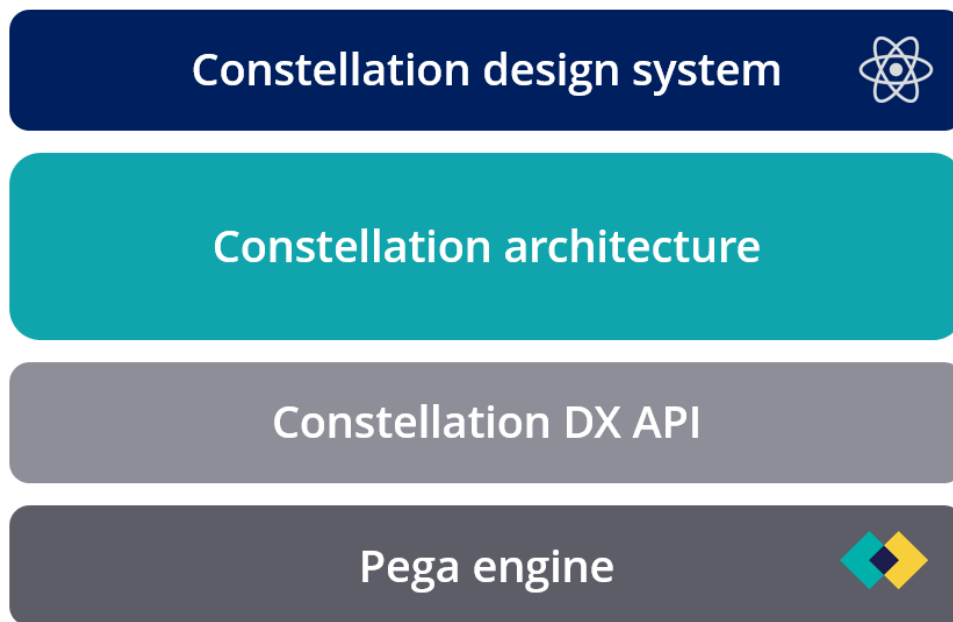 Constellation design system
Constellation architecture
Constellation DX API
Pega engine